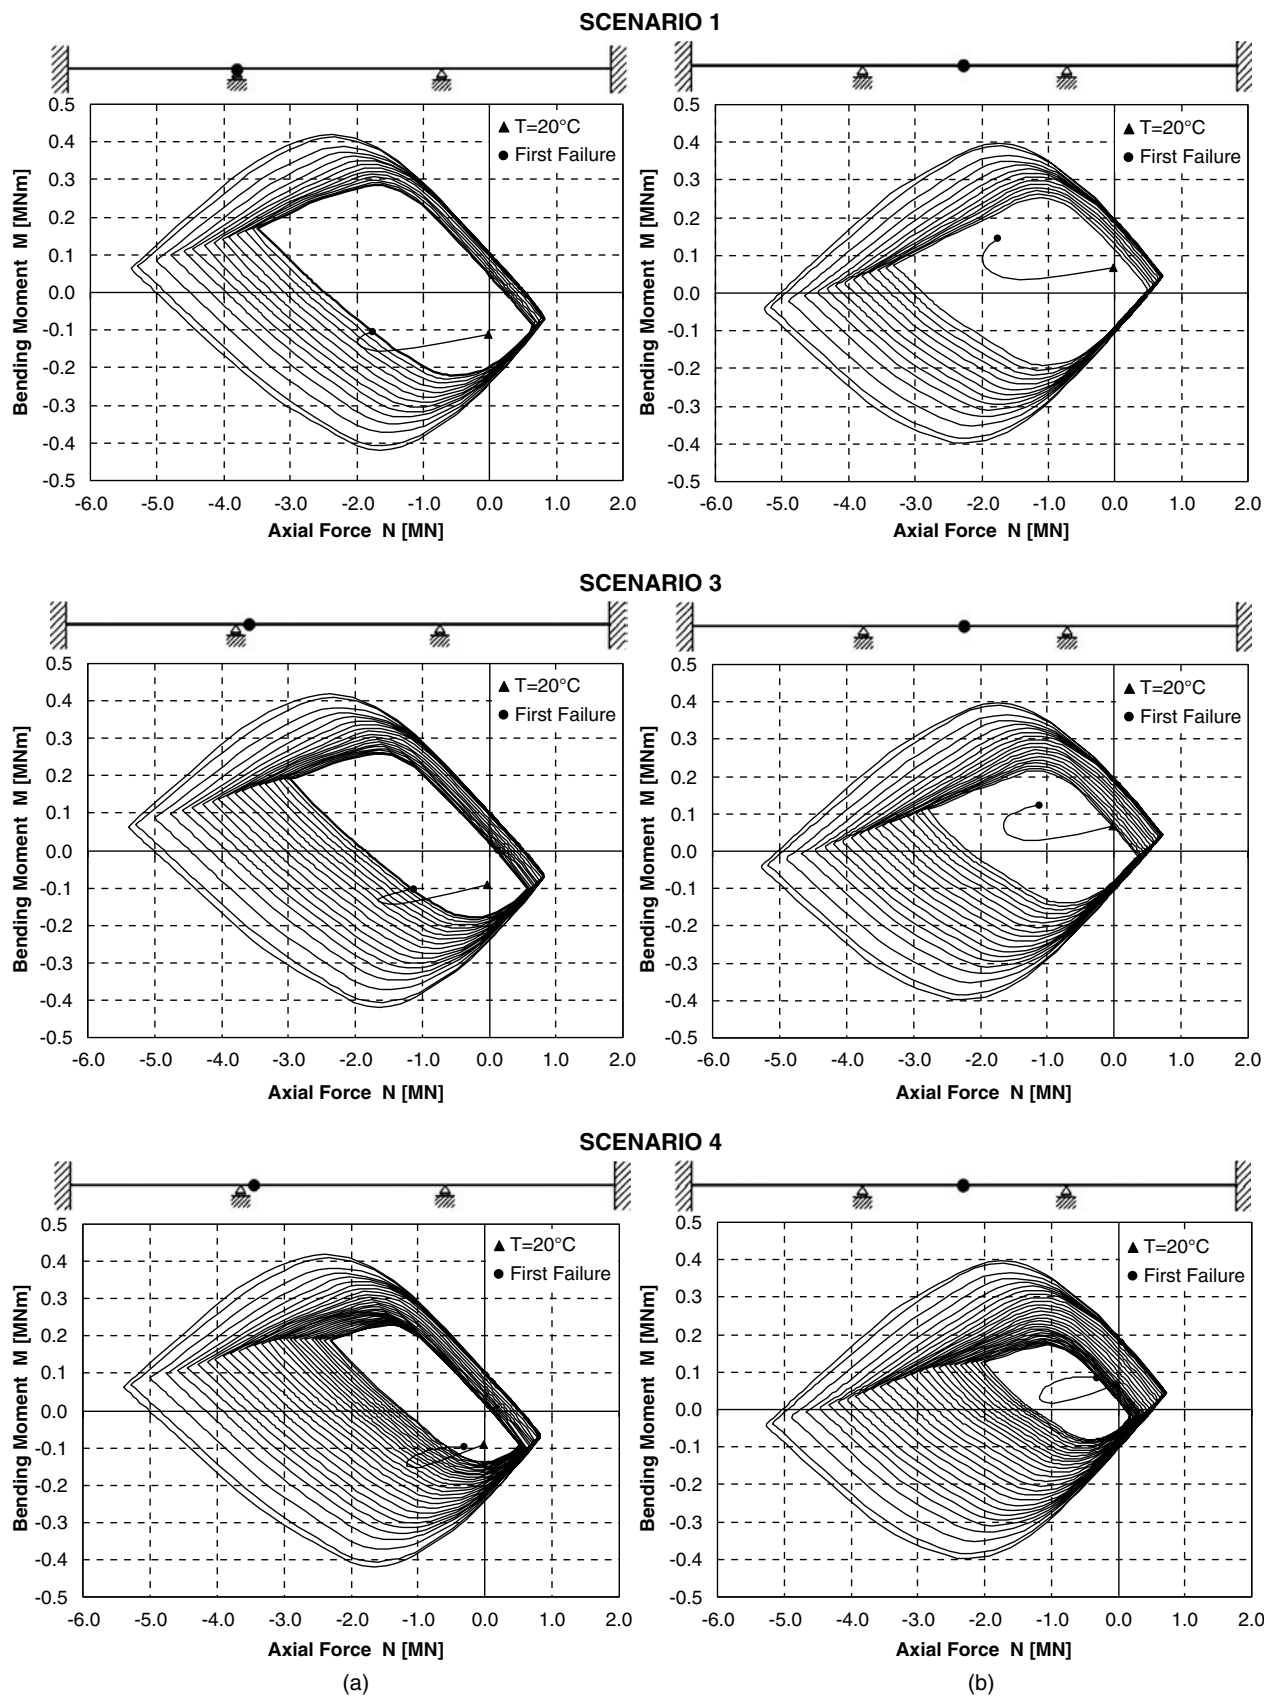 SCENARIO 1
0.5
0.4
0.3
0.2
0.1
0.0
-0.1
-0.2
-0.3
-0.4
-0.5
Bending Moment M [MNm]
▲ T=20°C
● First Failure
-6.0 -5.0 -4.0 -3.0 -2.0 -1.0 0.0 1.0 2.0
Axial Force N [MN]
0.5
0.4
0.3
0.2
0.1
0.0
-0.1
-0.2
-0.3
-0.4
-0.5
Bending Moment M [MNm]
▲ T=20°C
● First Failure
-6.0 -5.0 -4.0 -3.0 -2.0 -1.0 0.0 1.0 2.0
Axial Force N [MN]
SCENARIO 3
0.5
0.4
0.3
0.2
0.1
0.0
-0.1
-0.2
-0.3
-0.4
-0.5
Bending Moment M [MNm]
▲ T=20°C
● First Failure
-6.0 -5.0 -4.0 -3.0 -2.0 -1.0 0.0 1.0 2.0
Axial Force N [MN]
0.5
0.4
0.3
0.2
0.1
0.0
-0.1
-0.2
-0.3
-0.4
-0.5
Bending Moment M [MNm]
▲ T=20°C
● First Failure
-6.0 -5.0 -4.0 -3.0 -2.0 -1.0 0.0 1.0 2.0
Axial Force N [MN]
SCENARIO 4
0.5
0.4
0.3
0.2
0.1
0.0
-0.1
-0.2
-0.3
-0.4
-0.5
Bending Moment M [MNm]
▲ T=20°C
● First Failure
-6.0 -5.0 -4.0 -3.0 -2.0 -1.0 0.0 1.0 2.0
Axial Force N [MN]
(a)
0.5
0.4
0.3
0.2
0.1
0.0
-0.1
-0.2
-0.3
-0.4
-0.5
Bending Moment M [MNm]
▲ T=20°C
● First Failure
-6.0 -5.0 -4.0 -3.0 -2.0 -1.0 0.0 1.0 2.0
Axial Force N [MN]
(b)